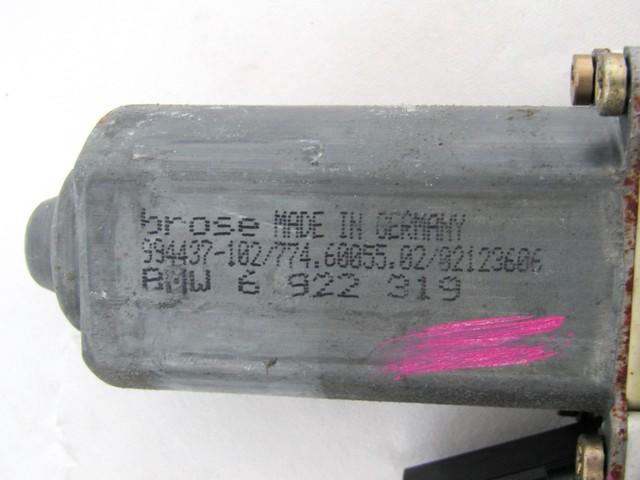 brose MADE IN GERMANY
994437-102/774.60055.02/02123606
BMW 6 922 319